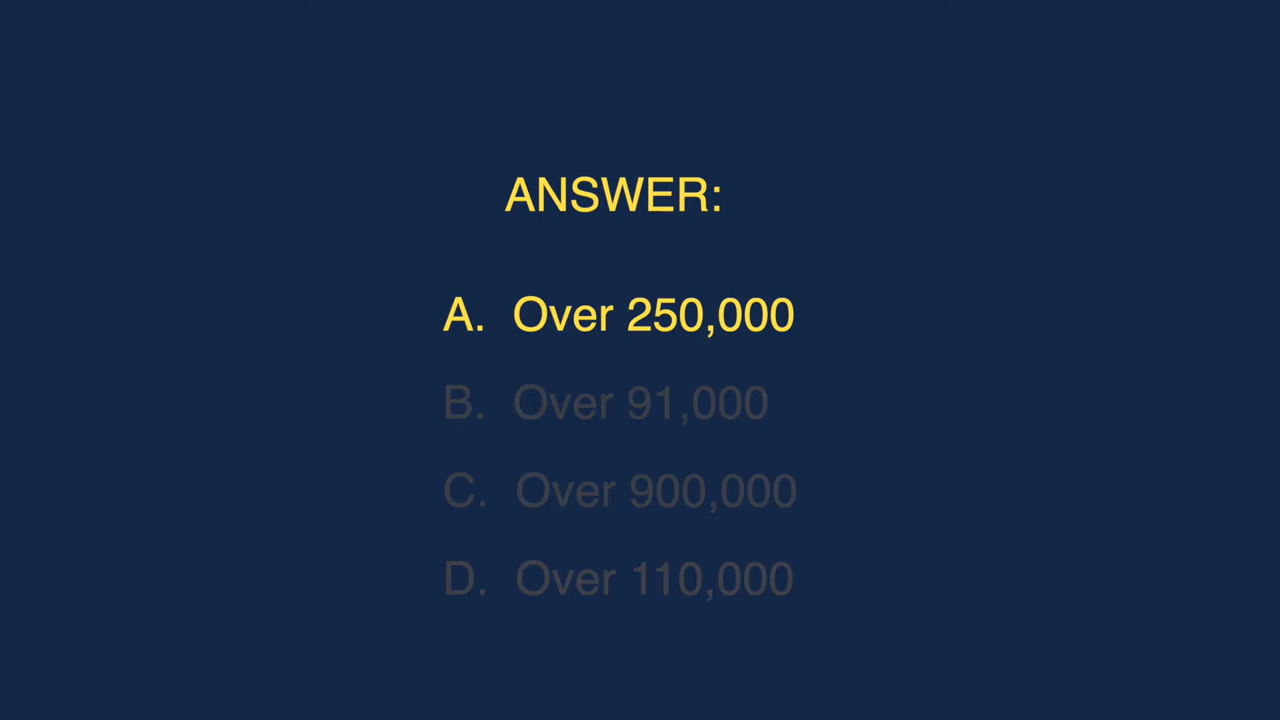 ANSWER:
A. Over 250,000
B. Over 91,000
C. Over 900,000
D. Over 110,000